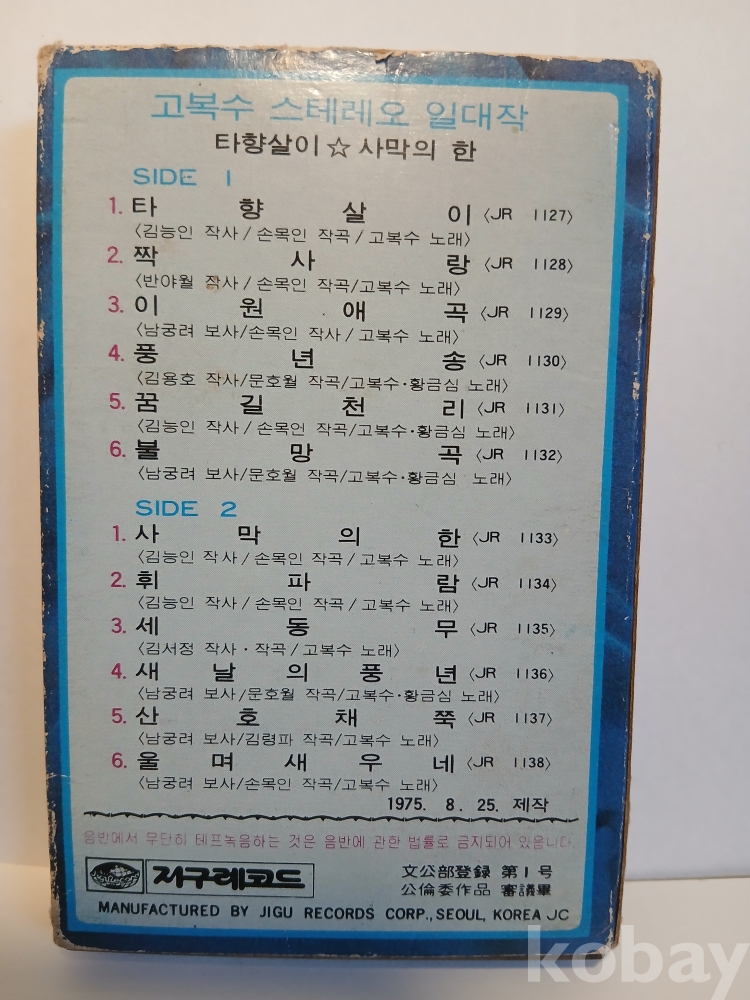 고복수 스테레오 일대작
타향살이☆사막의 한
SIDE 1
1. 타향살이 〈JR 1127〉
〈김능인 작사/손목인 작곡/고복수 노래〉
2. 짝사랑 〈JR 1128〉
〈반야월 작사/손목인 작곡/고복수 노래〉
3. 이원애곡 〈JR 1129〉
〈남궁려 보사/손목인 작사/고복수 노래〉
4. 풍년송 〈JR 1130〉
〈김용호 작사/문호월 작곡/고복수·황금심 노래〉
5. 꿈길천리 〈JR 1131〉
〈김능인 작사/손목언 작곡/고복수·황금심 노래〉
6. 불망곡 〈JR 1132〉
〈남궁려 보사/문호월 작곡/고복수·황금심 노래〉
SIDE 2
1. 사막의한 〈JR 1133〉
〈김능인 작사/손목인 작곡/고복수 노래〉
2. 휘파람 〈JR 1134〉
〈김능인 작사/손목인 작곡/고복수 노래〉
3. 세동무 〈JR 1135〉
〈김서정 작사·작곡/고복수 노래〉
4. 새날의풍년 〈JR 1136〉
〈남궁려 보사/문호월 작곡/고복수·황금심 노래〉
5. 산호채쭉 〈JR 1137〉
〈남궁려 보사/김령파 작곡/고복수 노래〉
6. 울며새우네 〈JR 1138〉
〈남궁려 보사/손목인 작곡/고복수 노래〉
1975. 8. 25. 제작
음반에서 무단히 테프녹음하는 것은 음반에 관한 법률로 금지되어 있읍니다.
지구레코드
文公部登録 第1号
公倫委作品 審議畢
MANUFACTURED BY JIGU RECORDS CORP., SEOUL, KOREA JC
kobay